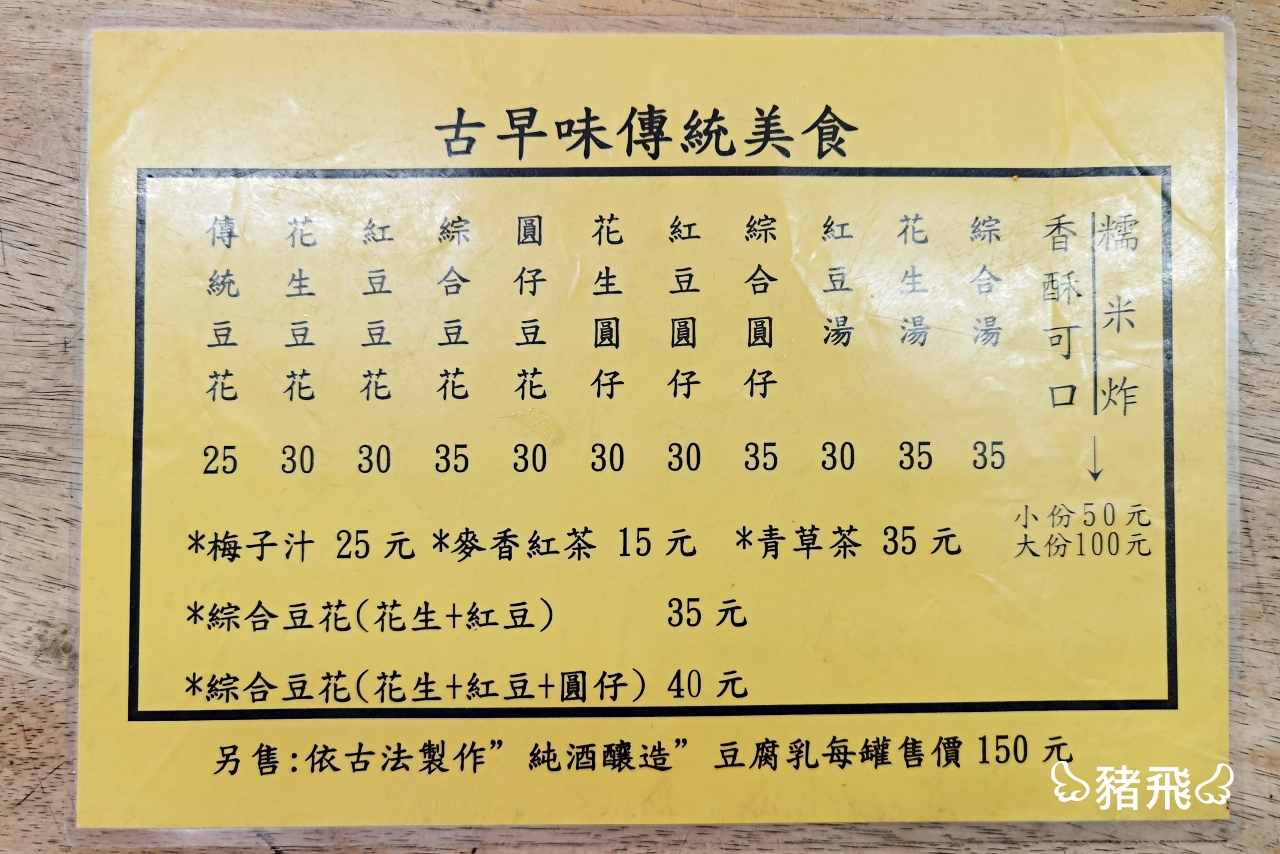 古早味傳統美食
傳統豆花 25
花生豆花 30
紅豆豆花 30
綜合豆花 35
圓仔豆花 30
花生圓仔 30
紅豆圓仔 30
綜合圓仔 35
紅豆湯 30
花生湯 35
綜合湯 35
香酥可口
糯米炸
小份50元
大份100元
*梅子汁 25元 *麥香紅茶 15元 *青草茶 35元
*綜合豆花(花生+紅豆) 35元
*綜合豆花(花生+紅豆+圓仔) 40元
另售:依古法製作”純酒釀造”豆腐乳每罐售價150元
豬飛